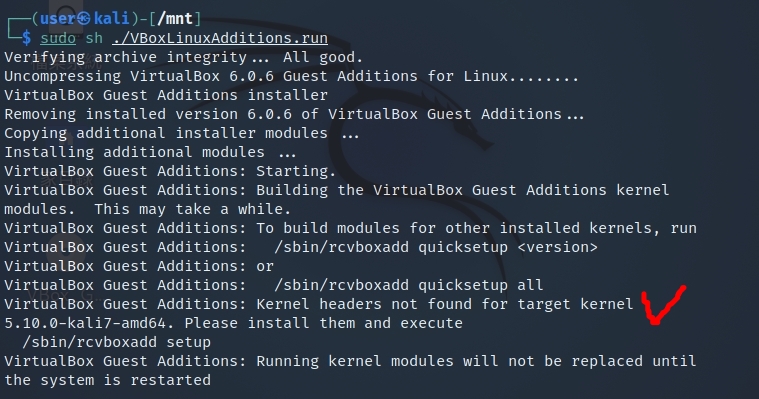 ┌──(user㉿kali)-[/mnt]
└─$ sudo sh ./VBoxLinuxAdditions.run
Verifying archive integrity... All good.
Uncompressing VirtualBox 6.0.6 Guest Additions for Linux........
VirtualBox Guest Additions installer
Removing installed version 6.0.6 of VirtualBox Guest Additions...
Copying additional installer modules ...
Installing additional modules ...
VirtualBox Guest Additions: Starting.
VirtualBox Guest Additions: Building the VirtualBox Guest Additions kernel
modules.  This may take a while.
VirtualBox Guest Additions: To build modules for other installed kernels, run
VirtualBox Guest Additions:   /sbin/rcvboxadd quicksetup <version>
VirtualBox Guest Additions: or
VirtualBox Guest Additions:   /sbin/rcvboxadd quicksetup all
VirtualBox Guest Additions: Kernel headers not found for target kernel
5.10.0-kali7-amd64. Please install them and execute
  /sbin/rcvboxadd setup
VirtualBox Guest Additions: Running kernel modules will not be replaced until
the system is restarted